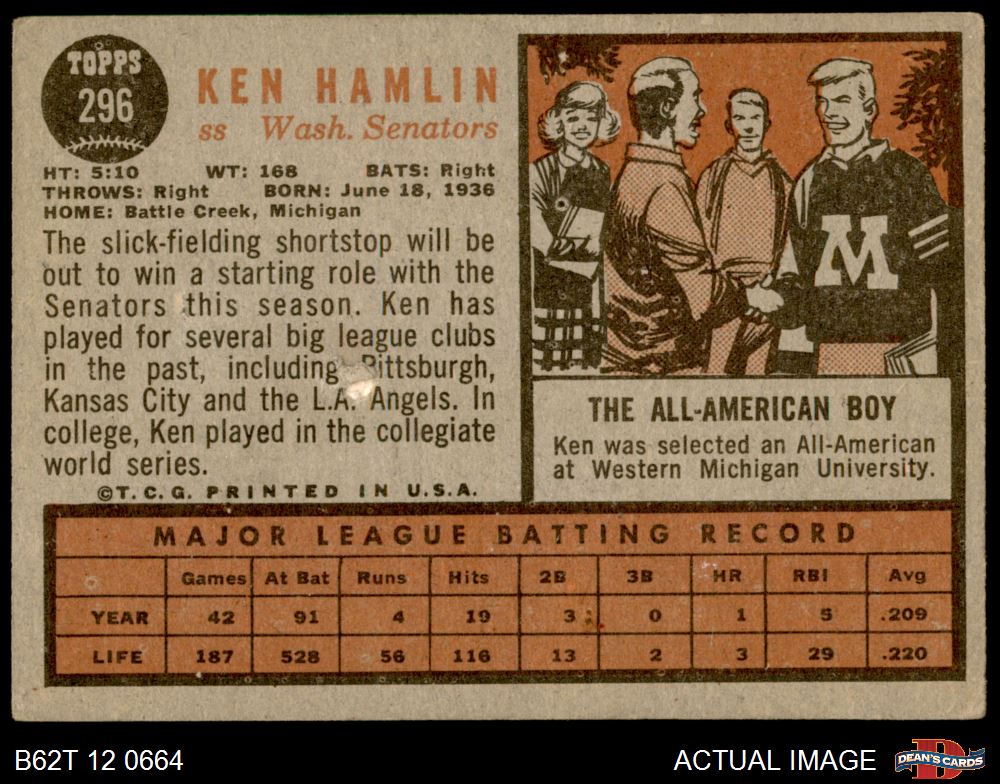 TOPPS
296
KEN HAMLIN
ss Wash. Senators
HT: 5:10 WT: 168 BATS: Right
THROWS: Right BORN: June 18, 1936
HOME: Battle Creek, Michigan
The slick-fielding shortstop will be
out to win a starting role with the
Senators this season. Ken has
played for several big league clubs
in the past, including Pittsburgh,
Kansas City and the L.A. Angels. In
college, Ken played in the collegiate
world series.
©T.C.G. PRINTED IN U.S.A.
M
THE ALL-AMERICAN BOY
Ken was selected an All-American
at Western Michigan University.
MAJOR LEAGUE BATTING RECORD
Games At Bat Runs Hits 2B 3B HR RBI Avg
YEAR 42 91 4 19 3 0 1 5 .209
LIFE 187 528 56 116 13 2 3 29 .220
B62T 12 0664
ACTUAL IMAGE
DEAN'S CARDS